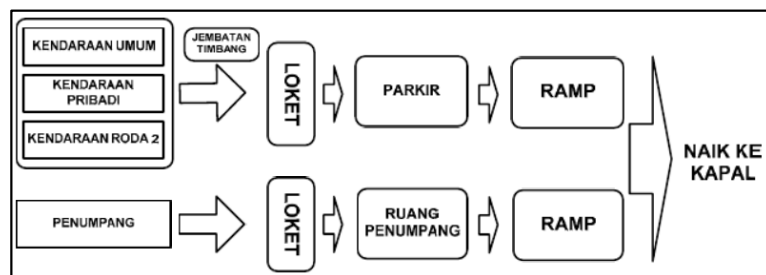 KENDARAAN UMUM
KENDARAAN
PRIBADI
KENDARAAN RODA 2
JEMBATAN
TIMBANG
LOKET
PARKIR
RAMP
PENUMPANG
LOKET
RUANG
PENUMPANG
RAMP
NAIK KE
KAPAL